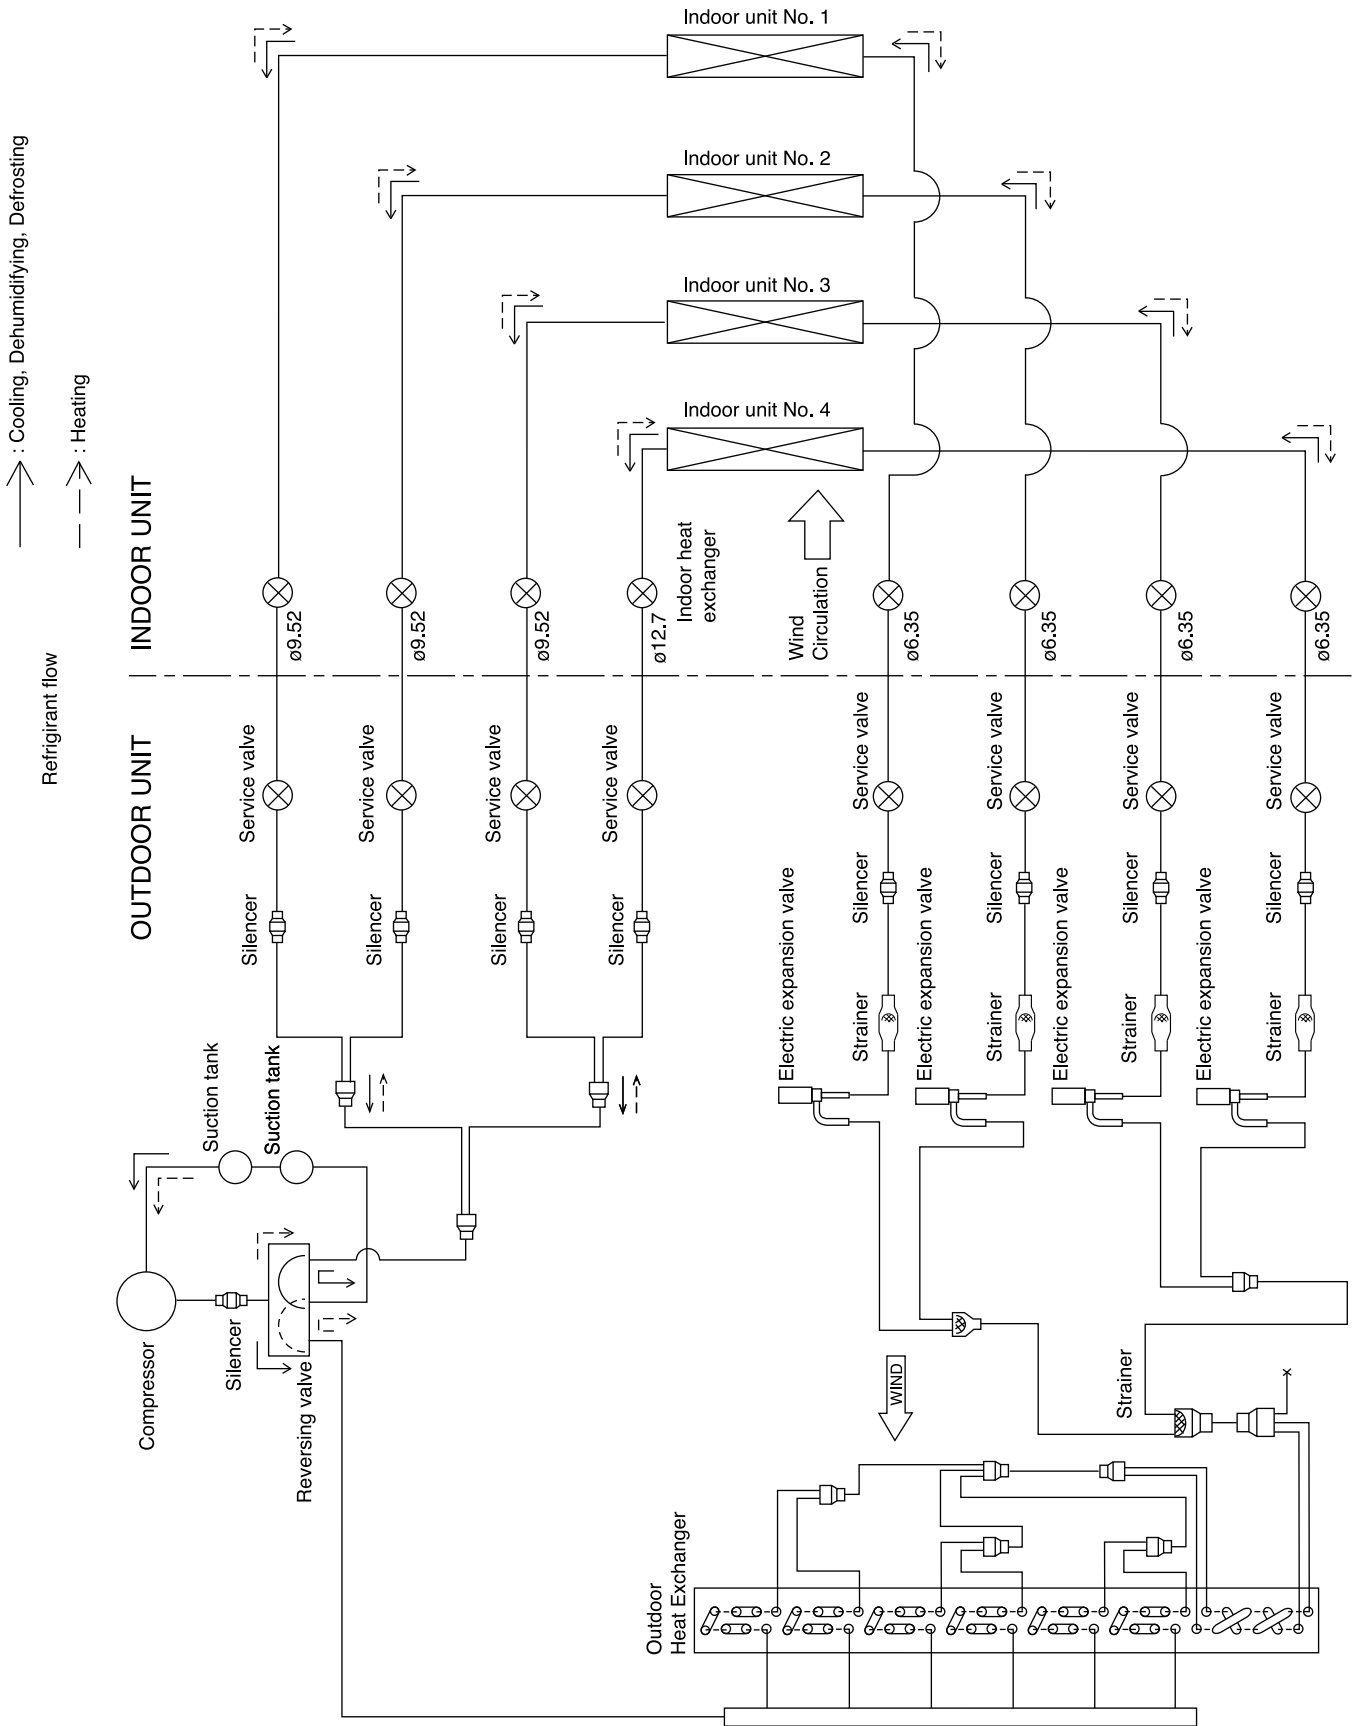 Indoor unit No. 1
Indoor unit No. 2
Indoor unit No. 3
Indoor unit No. 4
: Cooling, Dehumidifying, Defrosting
: Heating
Refrigirant flow
INDOOR UNIT
OUTDOOR UNIT
Indoor heat
exchanger
Wind
Circulation
ø9.52
ø9.52
ø9.52
ø12.7
ø6.35
ø6.35
ø6.35
ø6.35
Service valve
Service valve
Service valve
Service valve
Service valve
Service valve
Service valve
Service valve
Silencer
Silencer
Silencer
Silencer
Silencer
Silencer
Silencer
Silencer
Electric expansion valve
Electric expansion valve
Electric expansion valve
Electric expansion valve
Strainer
Strainer
Strainer
Strainer
Suction tank
Suction tank
Compressor
Silencer
Reversing valve
WIND
Strainer
Outdoor
Heat Exchanger